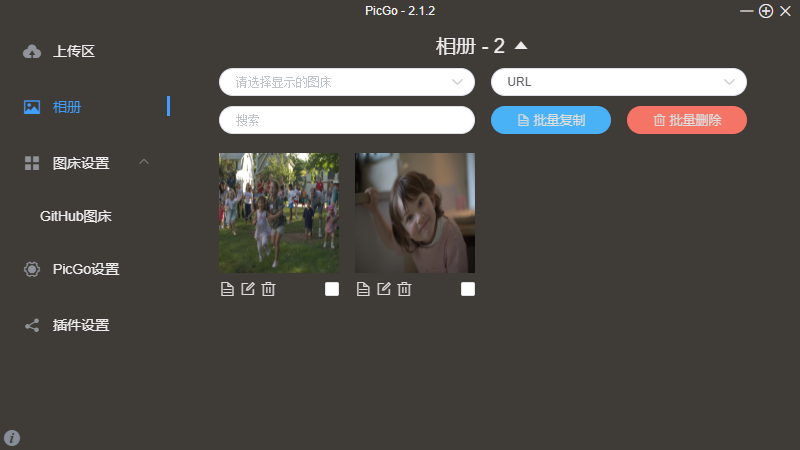 PicGo - 2.1.2
上传区
相册
图床设置
GitHub图床
PicGo设置
插件设置
相册 - 2
请选择显示的图床
URL
搜索
批量复制
批量删除